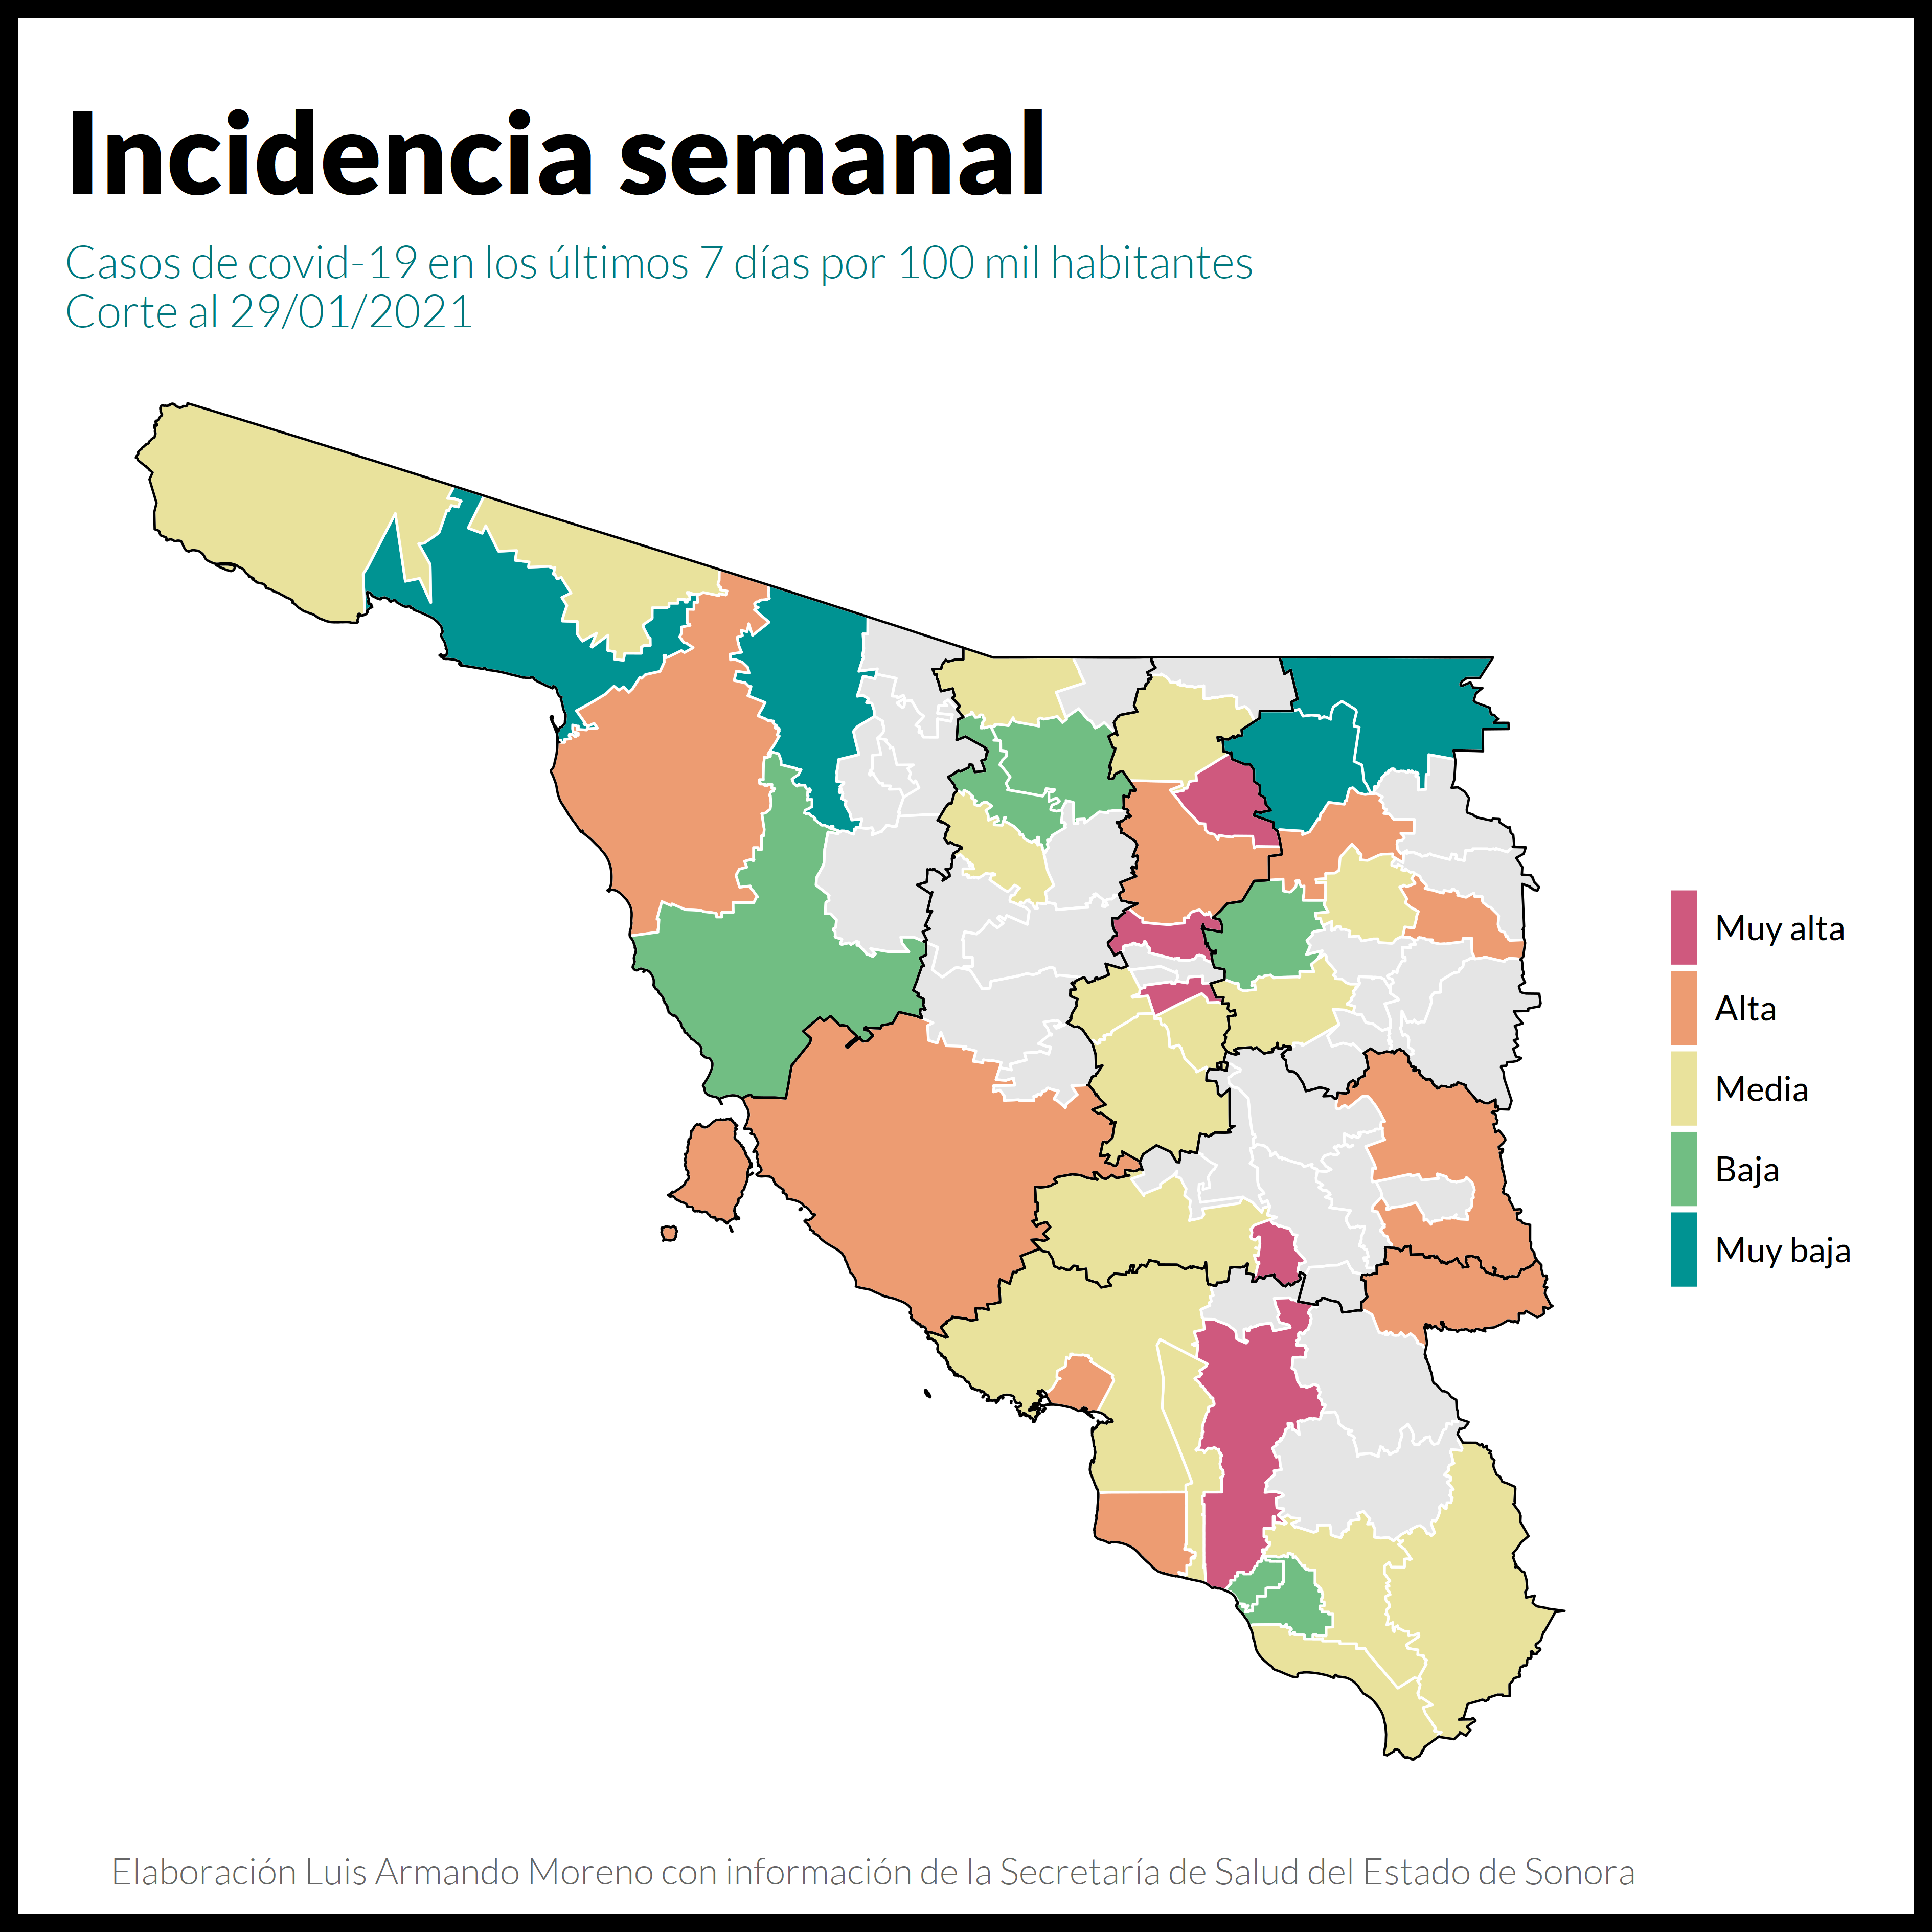 Incidencia semanal
Casos de covid-19 en los últimos 7 días por 100 mil habitantes
Corte al 29/01/2021
Muy alta
Alta
Media
Baja
Muy baja
Elaboración Luis Armando Moreno con información de la Secretaría de Salud del Estado de Sonora